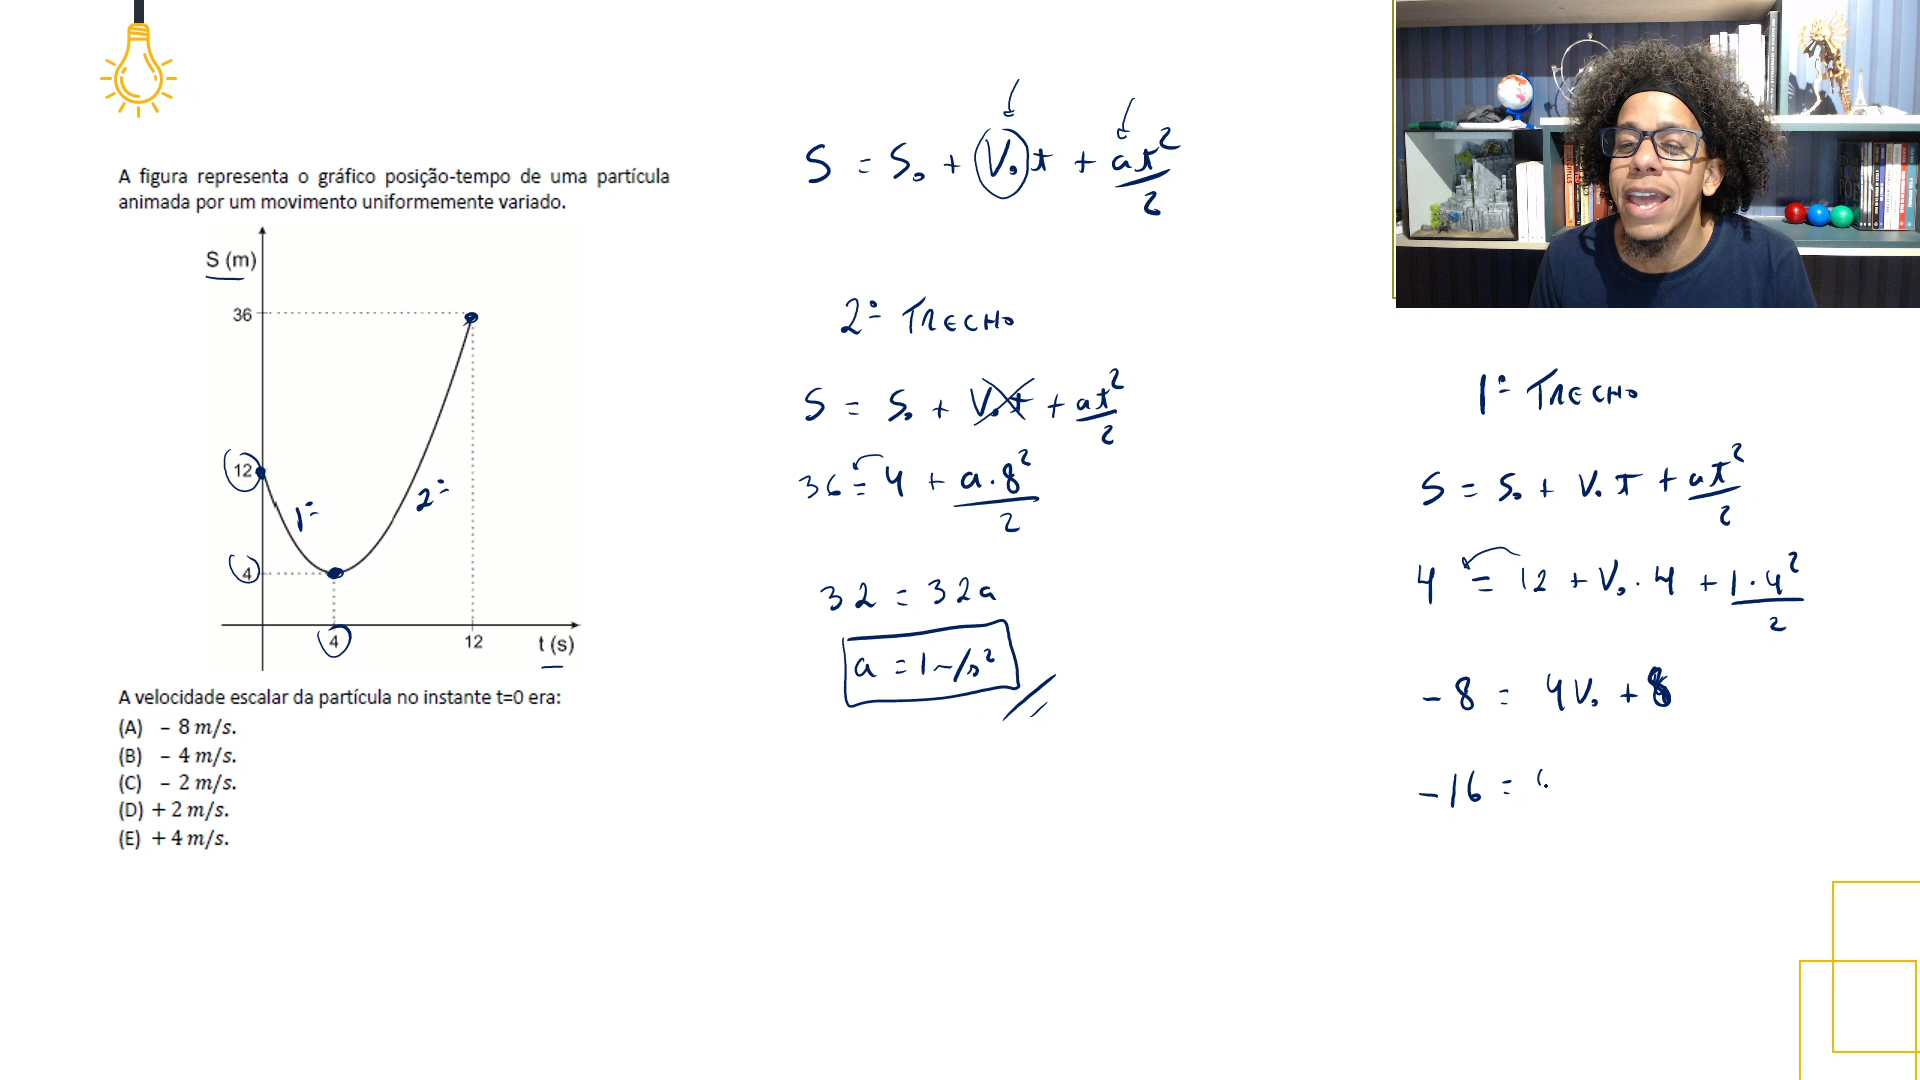 A figura representa o gráfico posição-tempo de uma partícula
animada por um movimento uniformemente variado.
S (m)
36
12
4
1º
2º
4
12
t (s)
A velocidade escalar da partícula no instante t=0 era:
(A) – 8 m/s.
(B) – 4 m/s.
(C) – 2 m/s.
(D) + 2 m/s.
(E) + 4 m/s.
S = S₀ + V₀t + at²/2
2º TRECHO
S = S₀ + V₀t + at²/2
36 = 4 + a.8²/2
32 = 32a
a = 1 m/s²
1º TRECHO
S = S₀ + V₀t + at²/2
4 = 12 + V₀.4 + 1.4²/2
-8 = 4V₀ + 8
-16 =